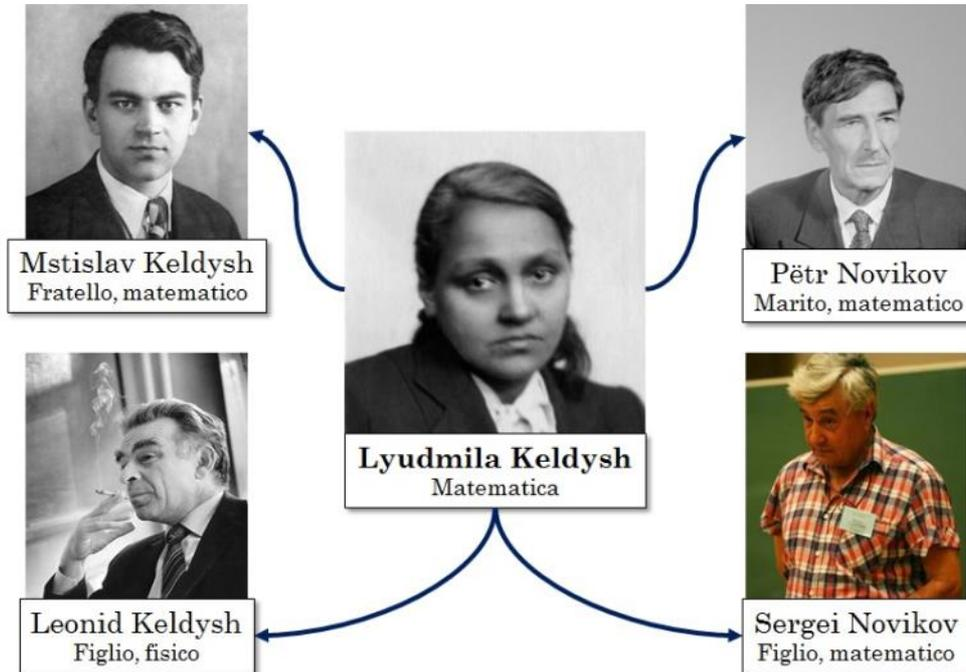 Mstislav Keldysh
Fratello, matematico
Pëtr Novikov
Marito, matematico
Lyudmila Keldysh
Matematica
Leonid Keldysh
Figlio, fisico
Sergei Novikov
Figlio, matematico